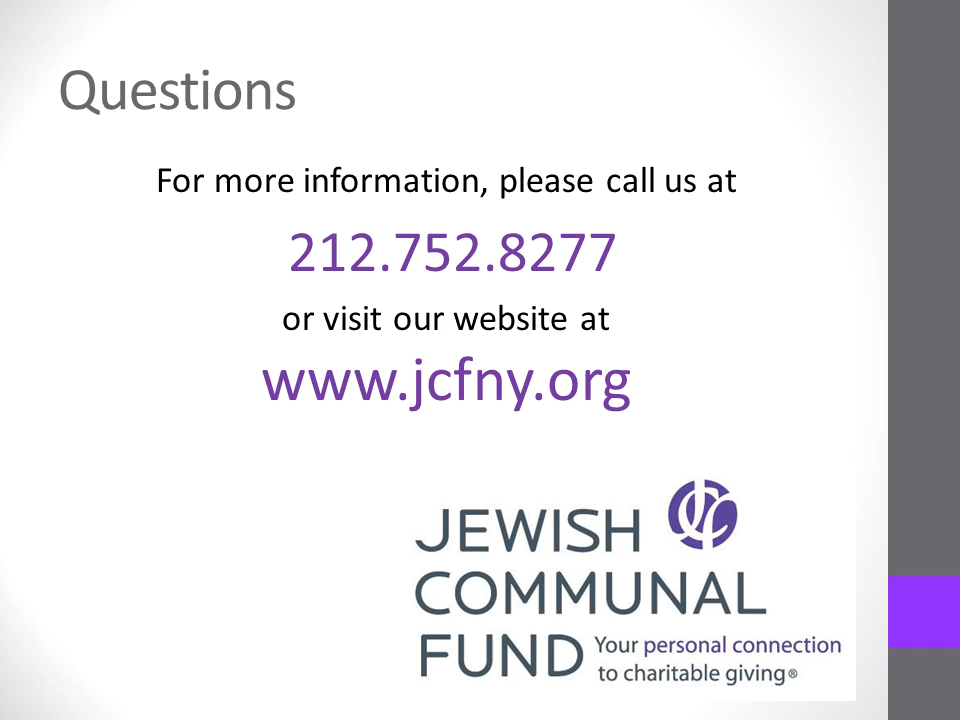 Questions
For more information, please call us at
212.752.8277
or visit our website at
www.jcfny.org
JEWISH
COMMUNAL
FUND
Your personal connection
to charitable giving®